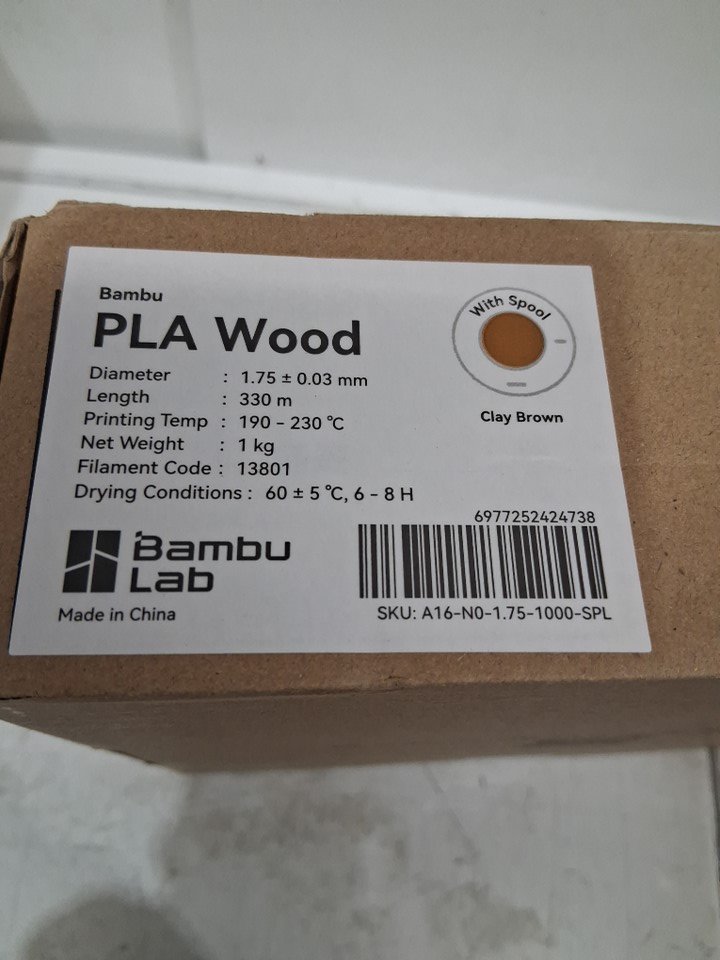 Bambu
PLA Wood
Diameter : 1.75 ± 0.03 mm
Length : 330 m
Printing Temp : 190 - 230 °C
Net Weight : 1 kg
Filament Code : 13801
Drying Conditions : 60 ± 5 °C, 6 - 8 H
With Spool
Clay Brown
Bambu
Lab
Made in China
6977252424738
SKU: A16-N0-1.75-1000-SPL